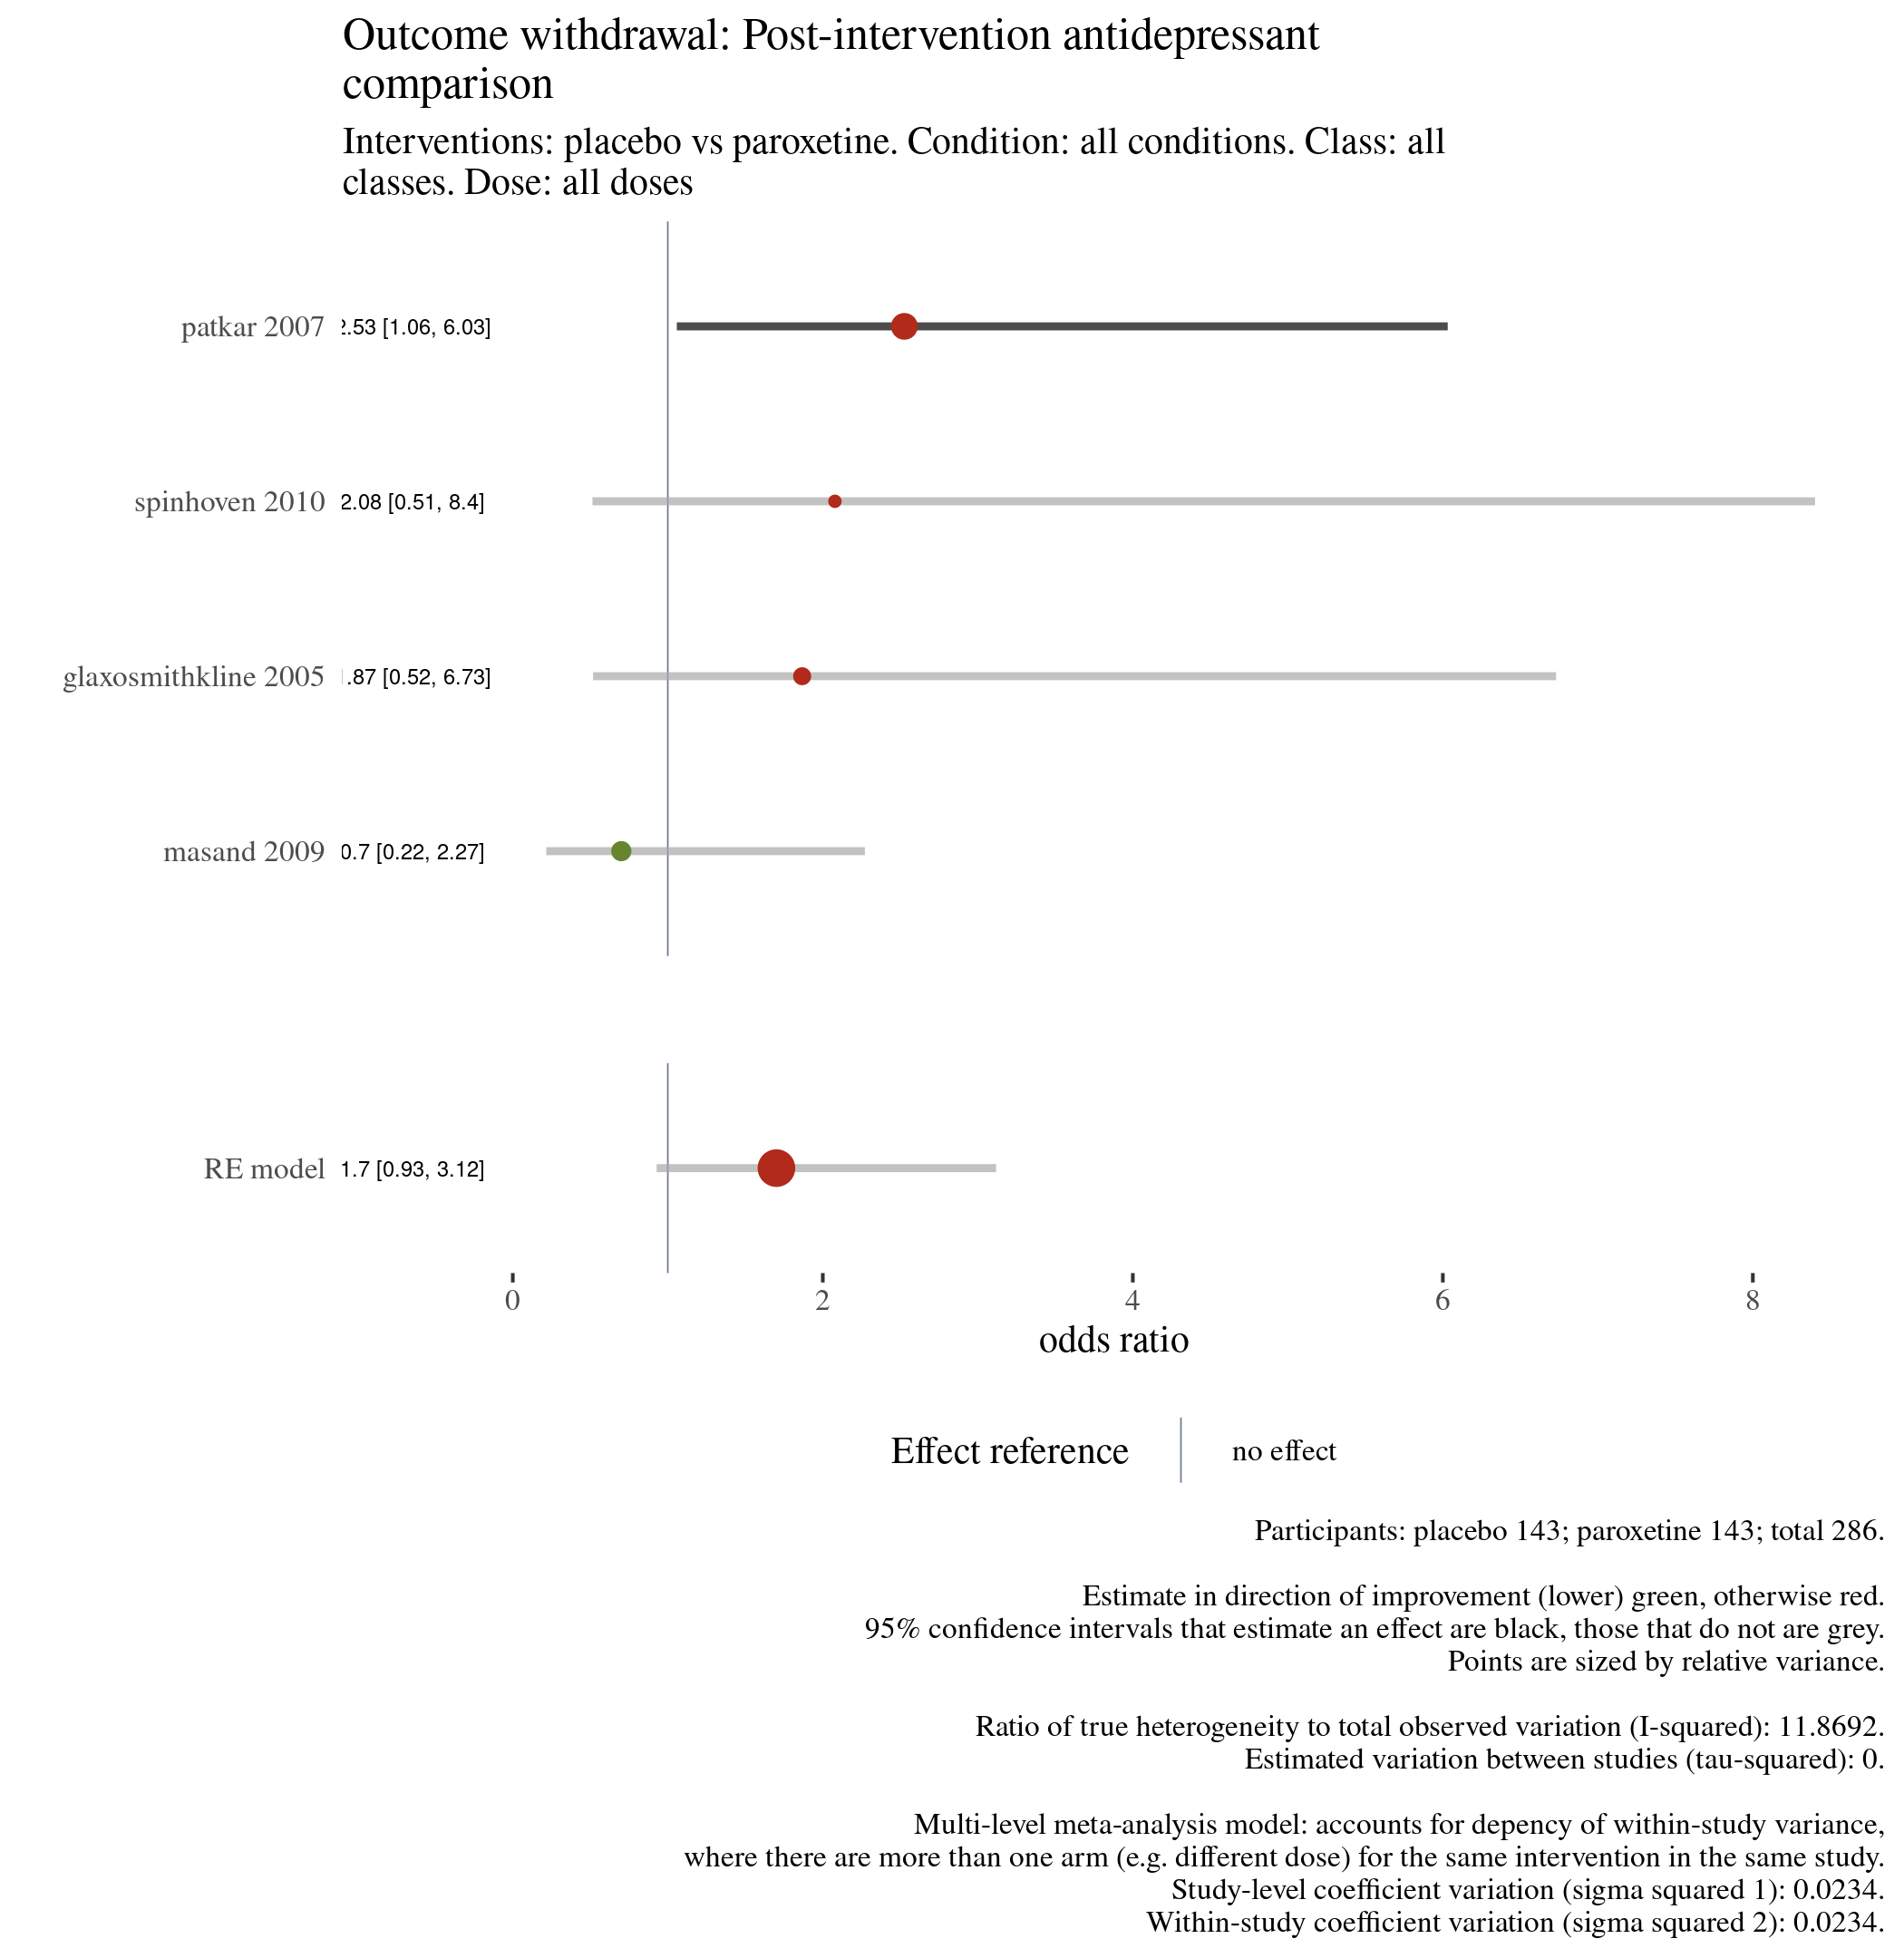 Outcome withdrawal: Post-intervention antidepressant
comparison
Interventions: placebo vs paroxetine. Condition: all conditions. Class: all
classes. Dose: all doses
patkar 2007 2.53 [1.06, 6.03]
spinhoven 2010 2.08 [0.51, 8.4]
glaxosmithkline 2005 .87 [0.52, 6.73]
masand 2009 0.7 [0.22, 2.27]
RE model 1.7 [0.93, 3.12]
0 2 4 6 8
odds ratio
Effect reference no effect
Participants: placebo 143; paroxetine 143; total 286.
Estimate in direction of improvement (lower) green, otherwise red.
95% confidence intervals that estimate an effect are black, those that do not are grey.
Points are sized by relative variance.
Ratio of true heterogeneity to total observed variation (I-squared): 11.8692.
Estimated variation between studies (tau-squared): 0.
Multi-level meta-analysis model: accounts for depency of within-study variance,
where there are more than one arm (e.g. different dose) for the same intervention in the same study.
Study-level coefficient variation (sigma squared 1): 0.0234.
Within-study coefficient variation (sigma squared 2): 0.0234.